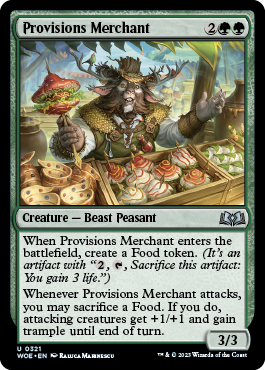 Provisions Merchant 2
Creature — Beast Peasant
When Provisions Merchant enters the
battlefield, create a Food token. (It's an
artifact with "2, , Sacrifice this artifact:
You gain 3 life.")
Whenever Provisions Merchant attacks,
you may sacrifice a Food. If you do,
attacking creatures get +1/+1 and gain
trample until end of turn.
3/3
U 0321
WOE • EN Raluca Marinescu
™ & © 2023 Wizards of the Coast